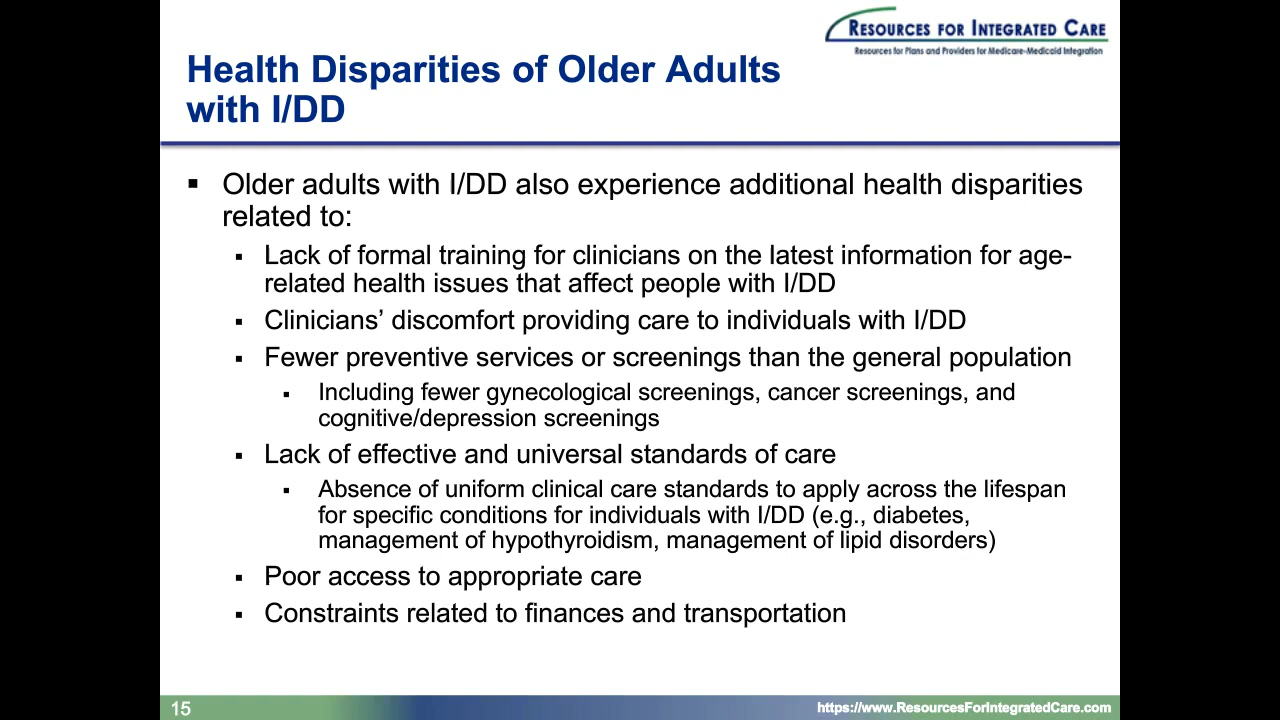 RESOURCES FOR INTEGRATED CARE
Resources for Plans and Providers for Medicare-Medicaid Integration
Health Disparities of Older Adults
with I/DD
▪ Older adults with I/DD also experience additional health disparities
related to:
▪ Lack of formal training for clinicians on the latest information for age-
related health issues that affect people with I/DD
▪ Clinicians’ discomfort providing care to individuals with I/DD
▪ Fewer preventive services or screenings than the general population
▪ Including fewer gynecological screenings, cancer screenings, and
cognitive/depression screenings
▪ Lack of effective and universal standards of care
▪ Absence of uniform clinical care standards to apply across the lifespan
for specific conditions for individuals with I/DD (e.g., diabetes,
management of hypothyroidism, management of lipid disorders)
▪ Poor access to appropriate care
▪ Constraints related to finances and transportation
15
https://www.ResourcesForIntegratedCare.com